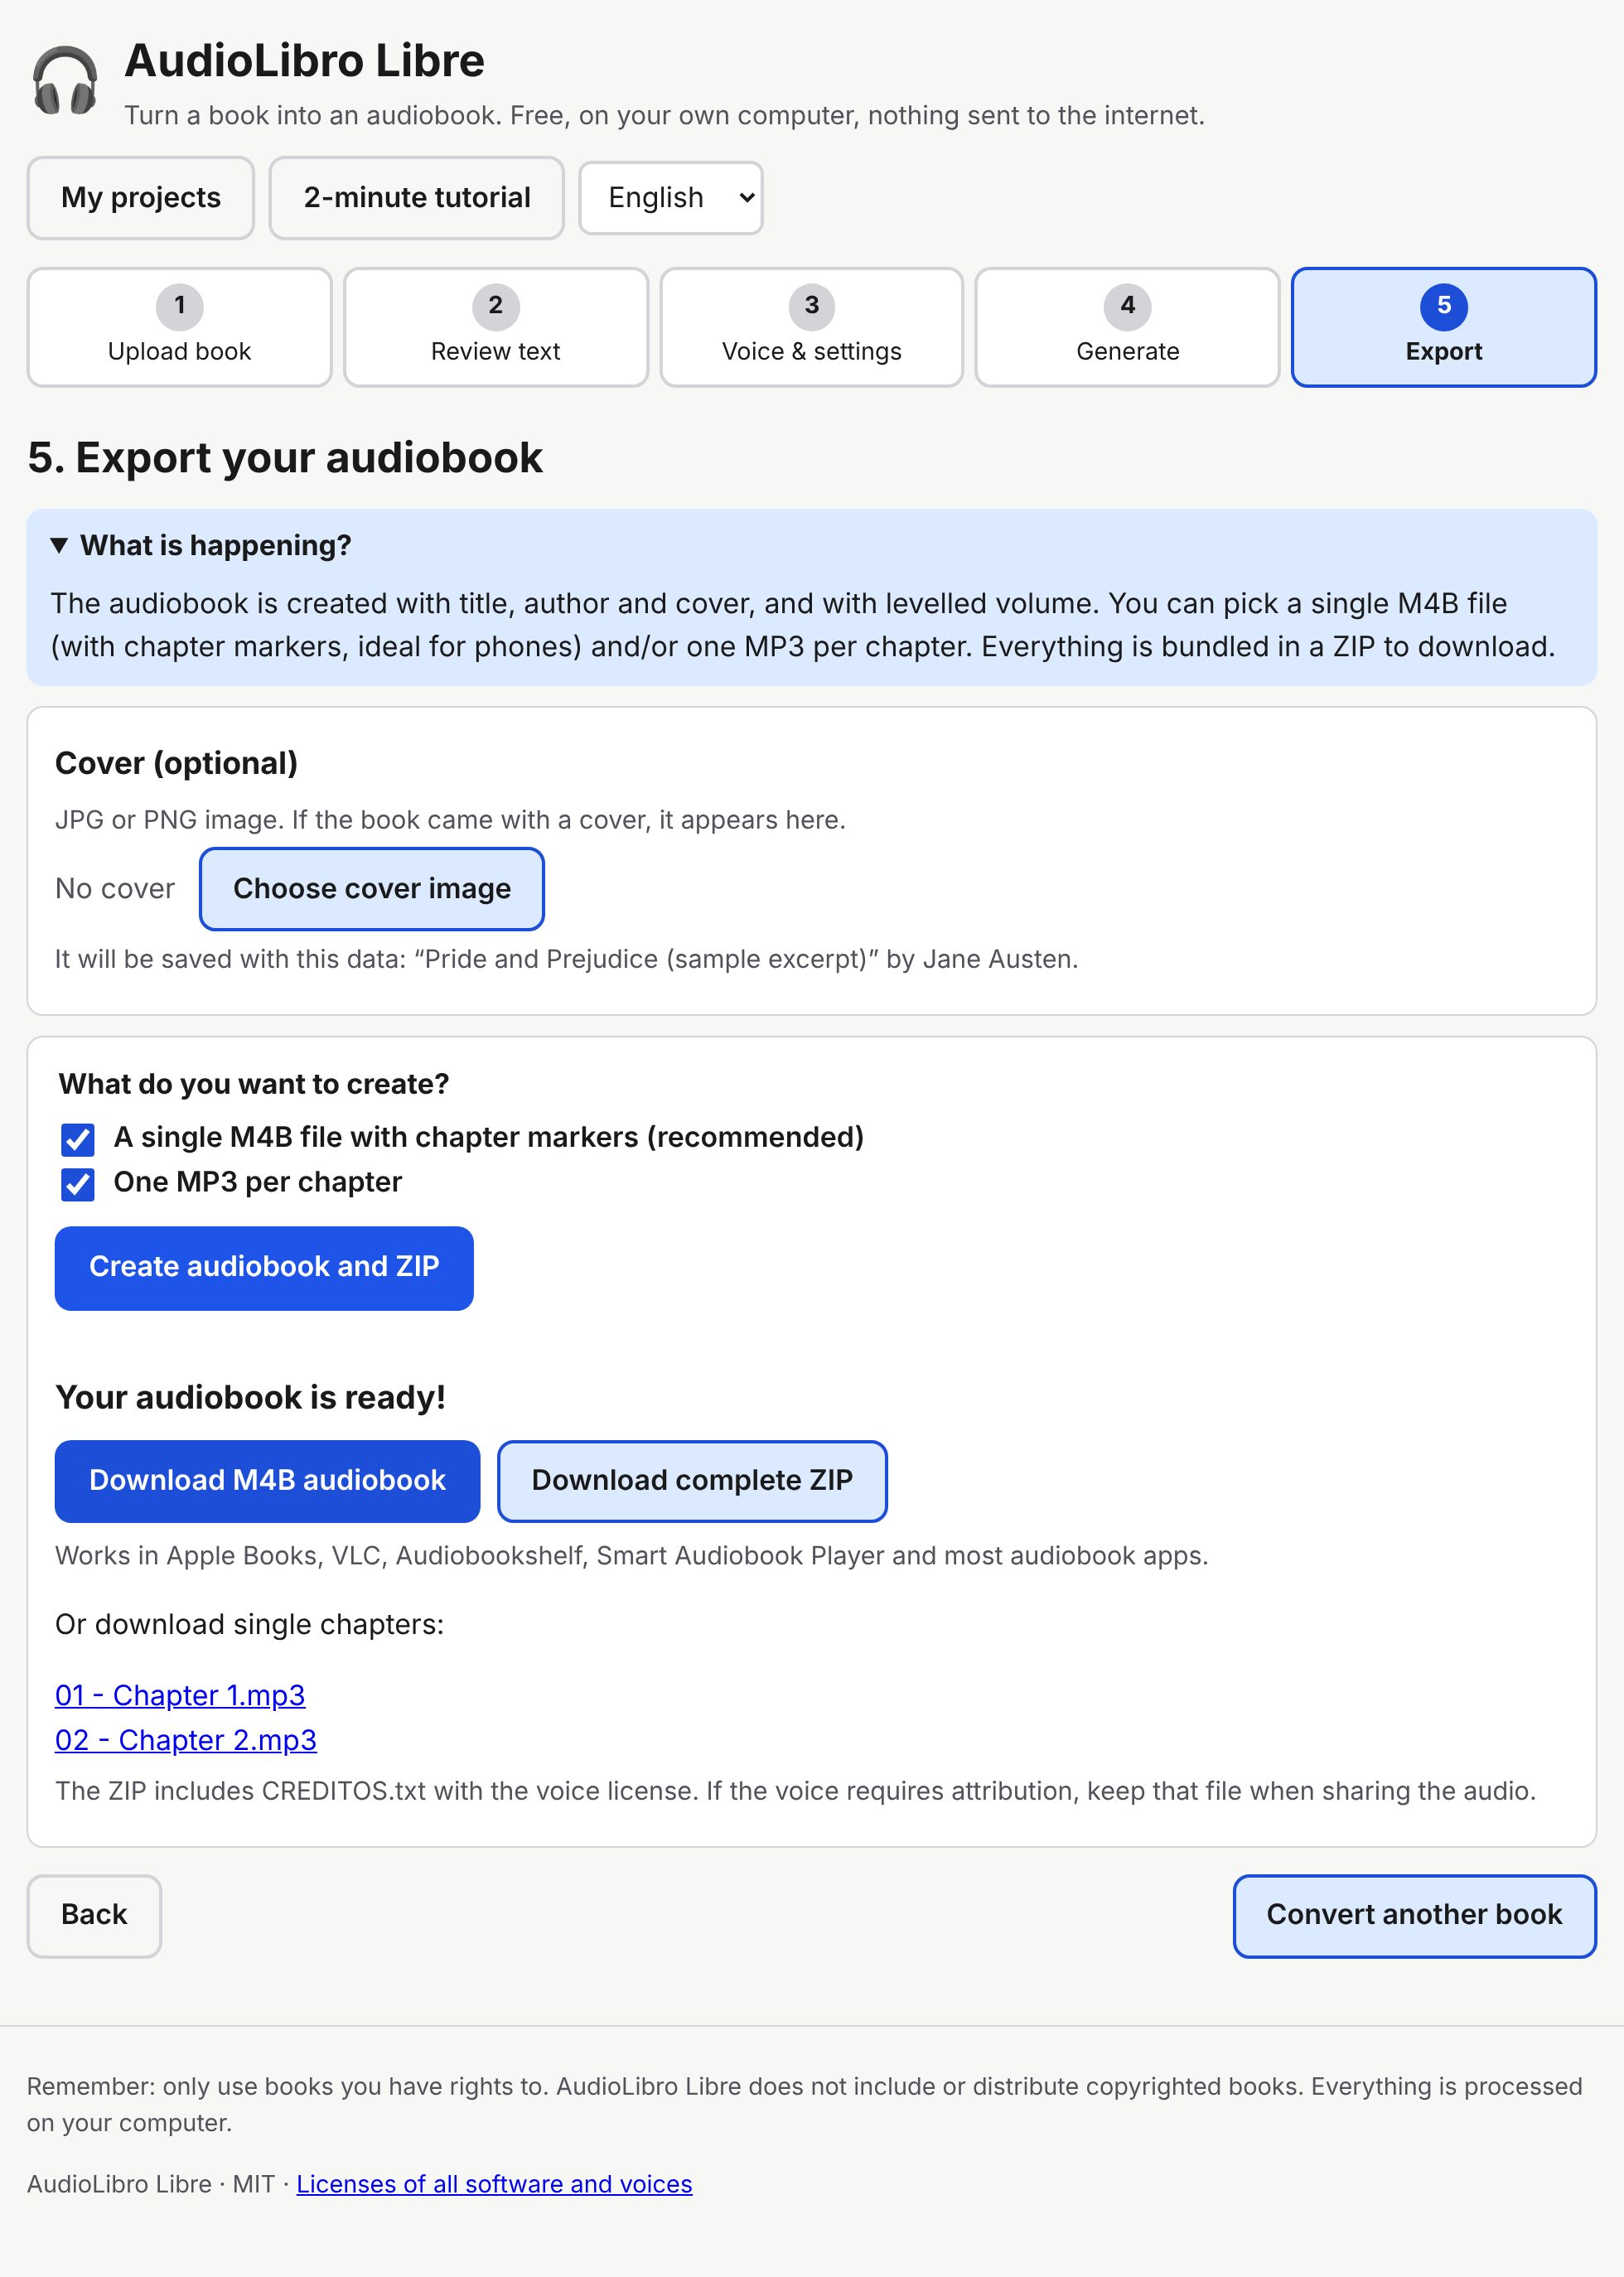 AudioLibro Libre
Turn a book into an audiobook. Free, on your own computer, nothing sent to the internet.
My projects
2-minute tutorial
English
1
Upload book
2
Review text
3
Voice & settings
4
Generate
5
Export
5. Export your audiobook
▼ What is happening?
The audiobook is created with title, author and cover, and with levelled volume. You can pick a single M4B file
(with chapter markers, ideal for phones) and/or one MP3 per chapter. Everything is bundled in a ZIP to download.
Cover (optional)
JPG or PNG image. If the book came with a cover, it appears here.
No cover
Choose cover image
It will be saved with this data: “Pride and Prejudice (sample excerpt)” by Jane Austen.
What do you want to create?
A single M4B file with chapter markers (recommended)
One MP3 per chapter
Create audiobook and ZIP
Your audiobook is ready!
Download M4B audiobook
Download complete ZIP
Works in Apple Books, VLC, Audiobookshelf, Smart Audiobook Player and most audiobook apps.
Or download single chapters:
01 - Chapter 1.mp3
02 - Chapter 2.mp3
The ZIP includes CREDITOS.txt with the voice license. If the voice requires attribution, keep that file when sharing the audio.
Back
Convert another book
Remember: only use books you have rights to. AudioLibro Libre does not include or distribute copyrighted books. Everything is processed
on your computer.
AudioLibro Libre · MIT · Licenses of all software and voices